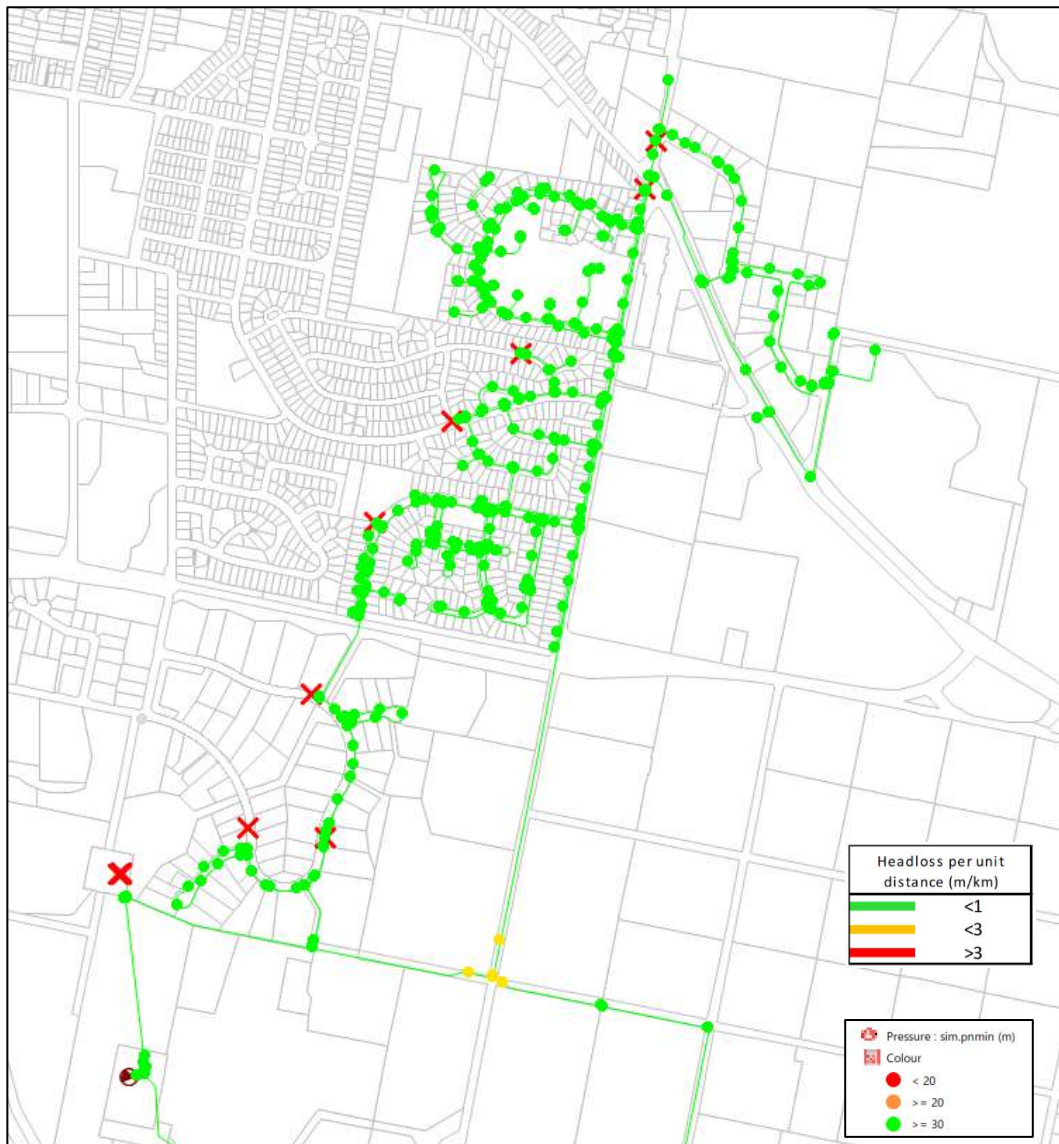 Headloss per unit
distance (m/km)
<1
<3
>3
Pressure : sim.pnmin (m)
Colour
< 20
>= 20
>= 30